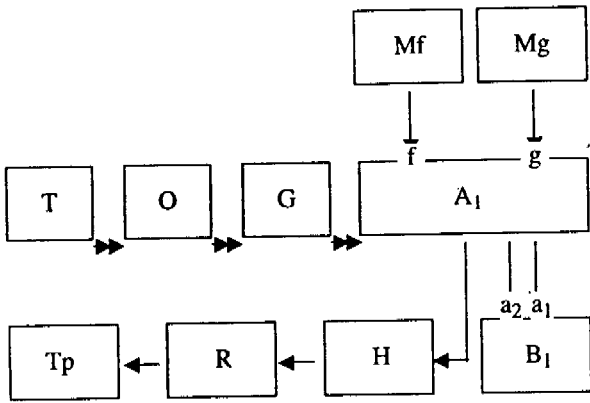 Mf Mg
f g
T O G A₁
a₂ a₁
Tp R H B₁